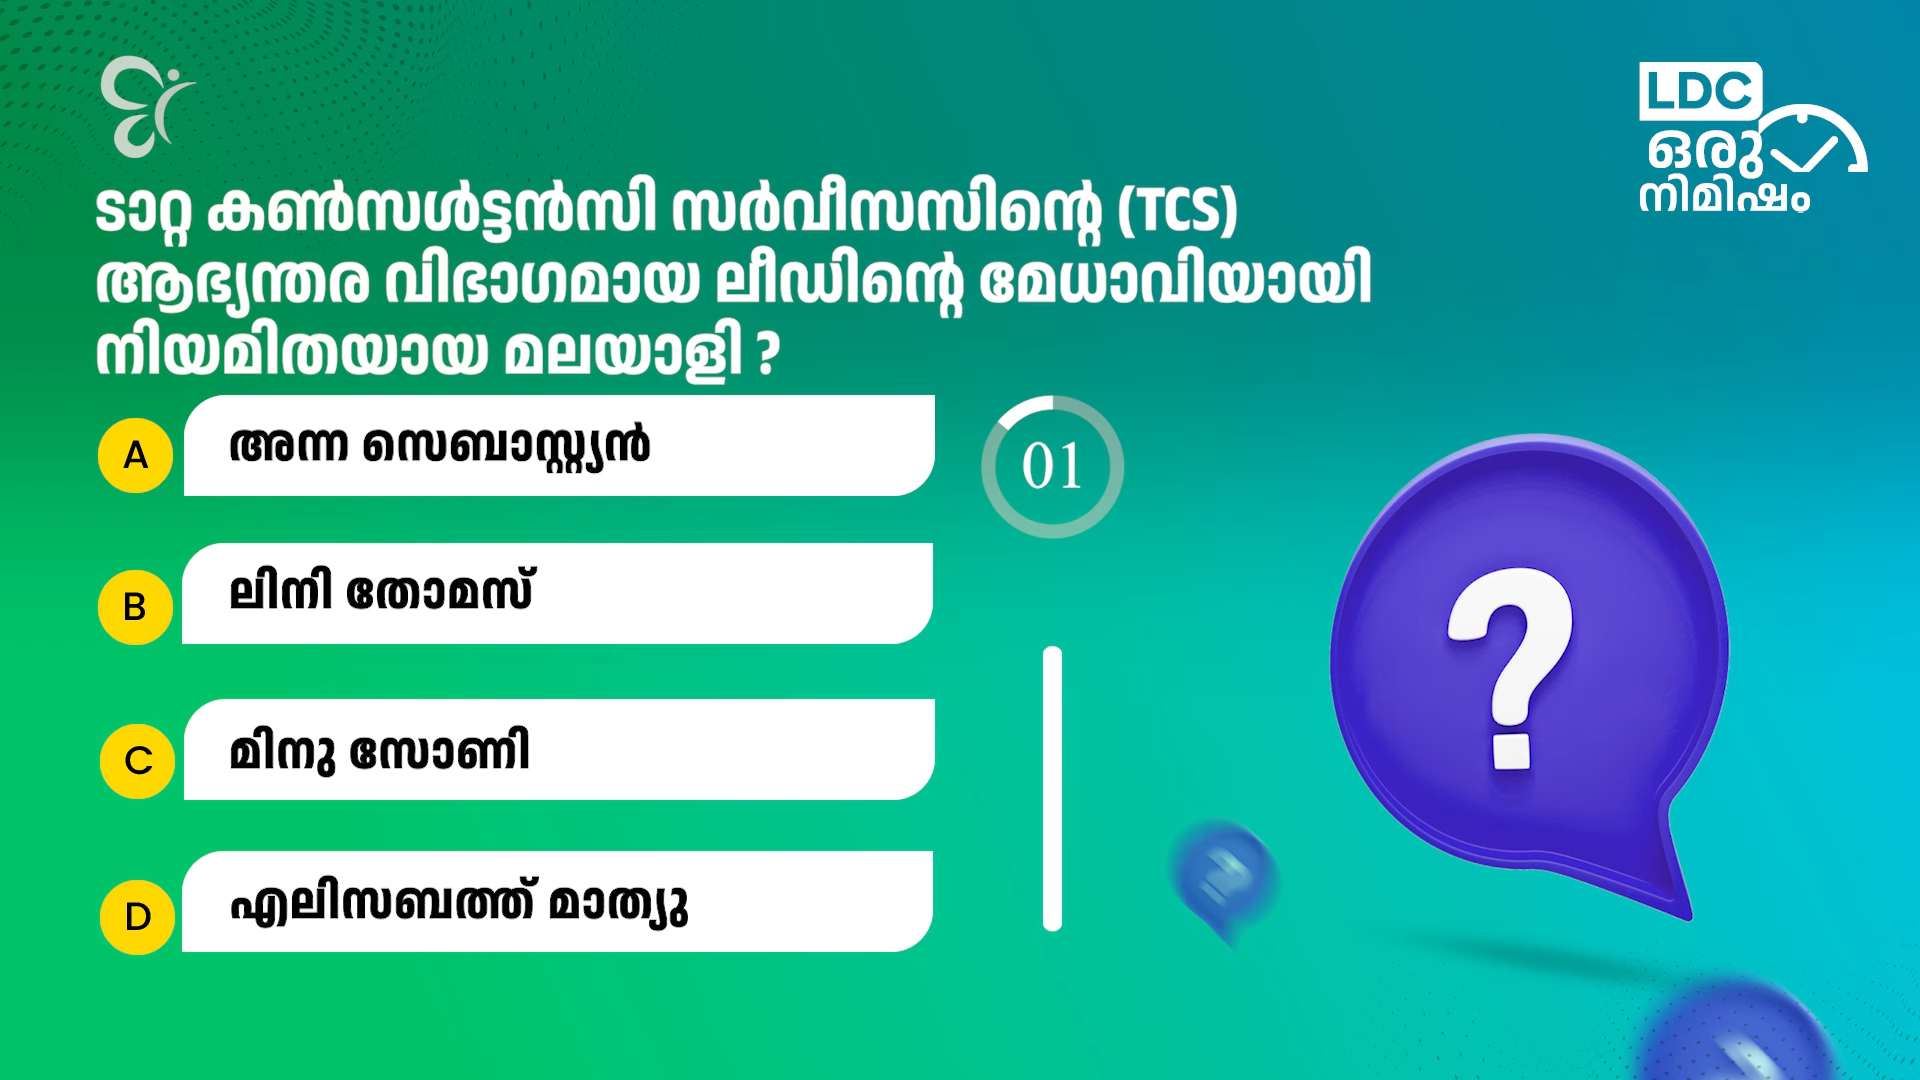 LDC
ഒരു
നിമിഷം
ടാറ്റ കൺസൾട്ടൻസി സർവീസസിന്റെ (TCS)
ആഭ്യന്തര വിഭാഗമായ ലീഡിന്റെ മേധാവിയായി
നിയമിതയായ മലയാളി ?
A അന്ന സെബാസ്റ്റ്യൻ
01
B ലിനി തോമസ്
C മിനു സോണി
D എലിസബത്ത് മാത്യു
?